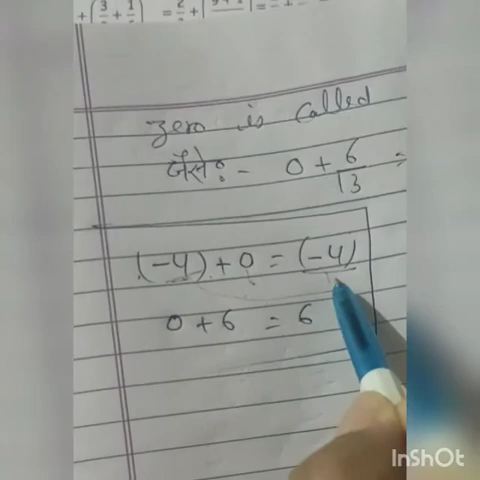 zero is called
जैसे:- 0 + 6/13 =
(-4) + 0 = (-4)
0 + 6 = 6
InShOt